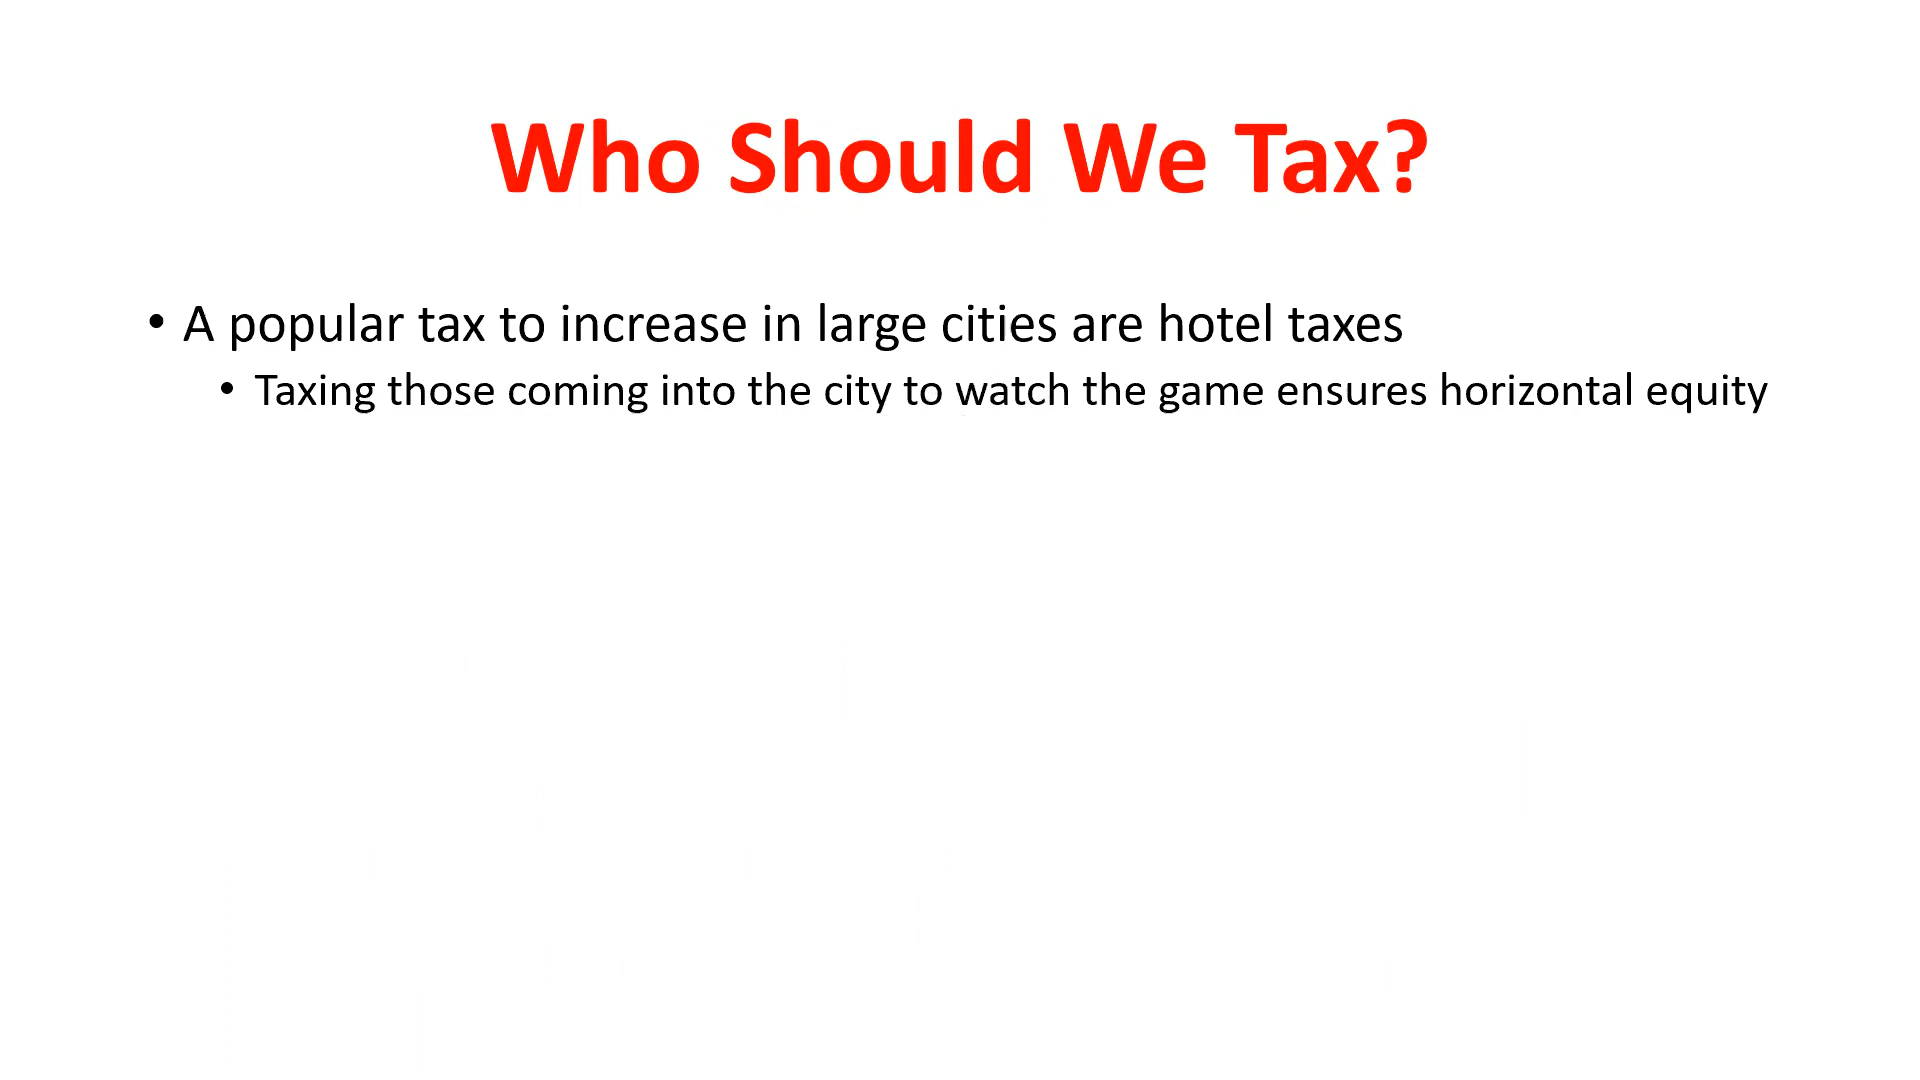 Who Should We Tax?
• A popular tax to increase in large cities are hotel taxes
• Taxing those coming into the city to watch the game ensures horizontal equity